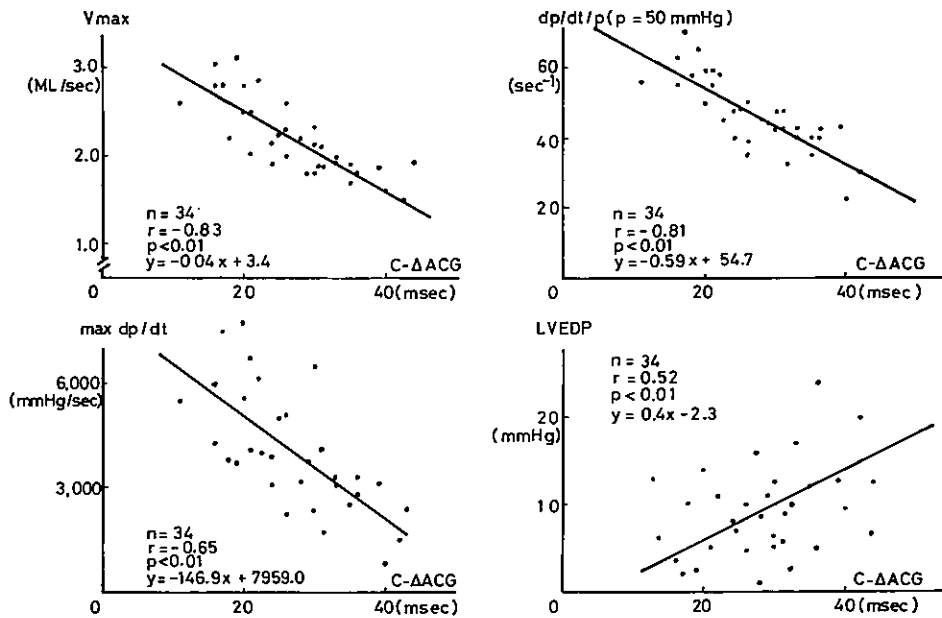 Vmax
3.0
(ML/sec)
2.0
1.0
n = 34
r = -0.83
p<0.01
y = -0.04 x + 3.4
C-ΔACG
0
20
40 (msec)
dp/dt/p (p = 50 mmHg)
60
(sec⁻¹)
40
20
n = 34
r = -0.81
p<0.01
y = -0.59 x + 54.7
C-ΔACG
0
20
40 (msec)
max dp/dt
6,000
(mmHg/sec)
3,000
n = 34
r = -0.65
p<0.01
y = -146.9x + 7959.0
C-ΔACG
0
20
40 (msec)
LVEDP
n = 34
r = 0.52
p < 0.01
y = 0.4x - 2.3
20
(mmHg)
10
C-ΔACG
0
20
40 (msec)